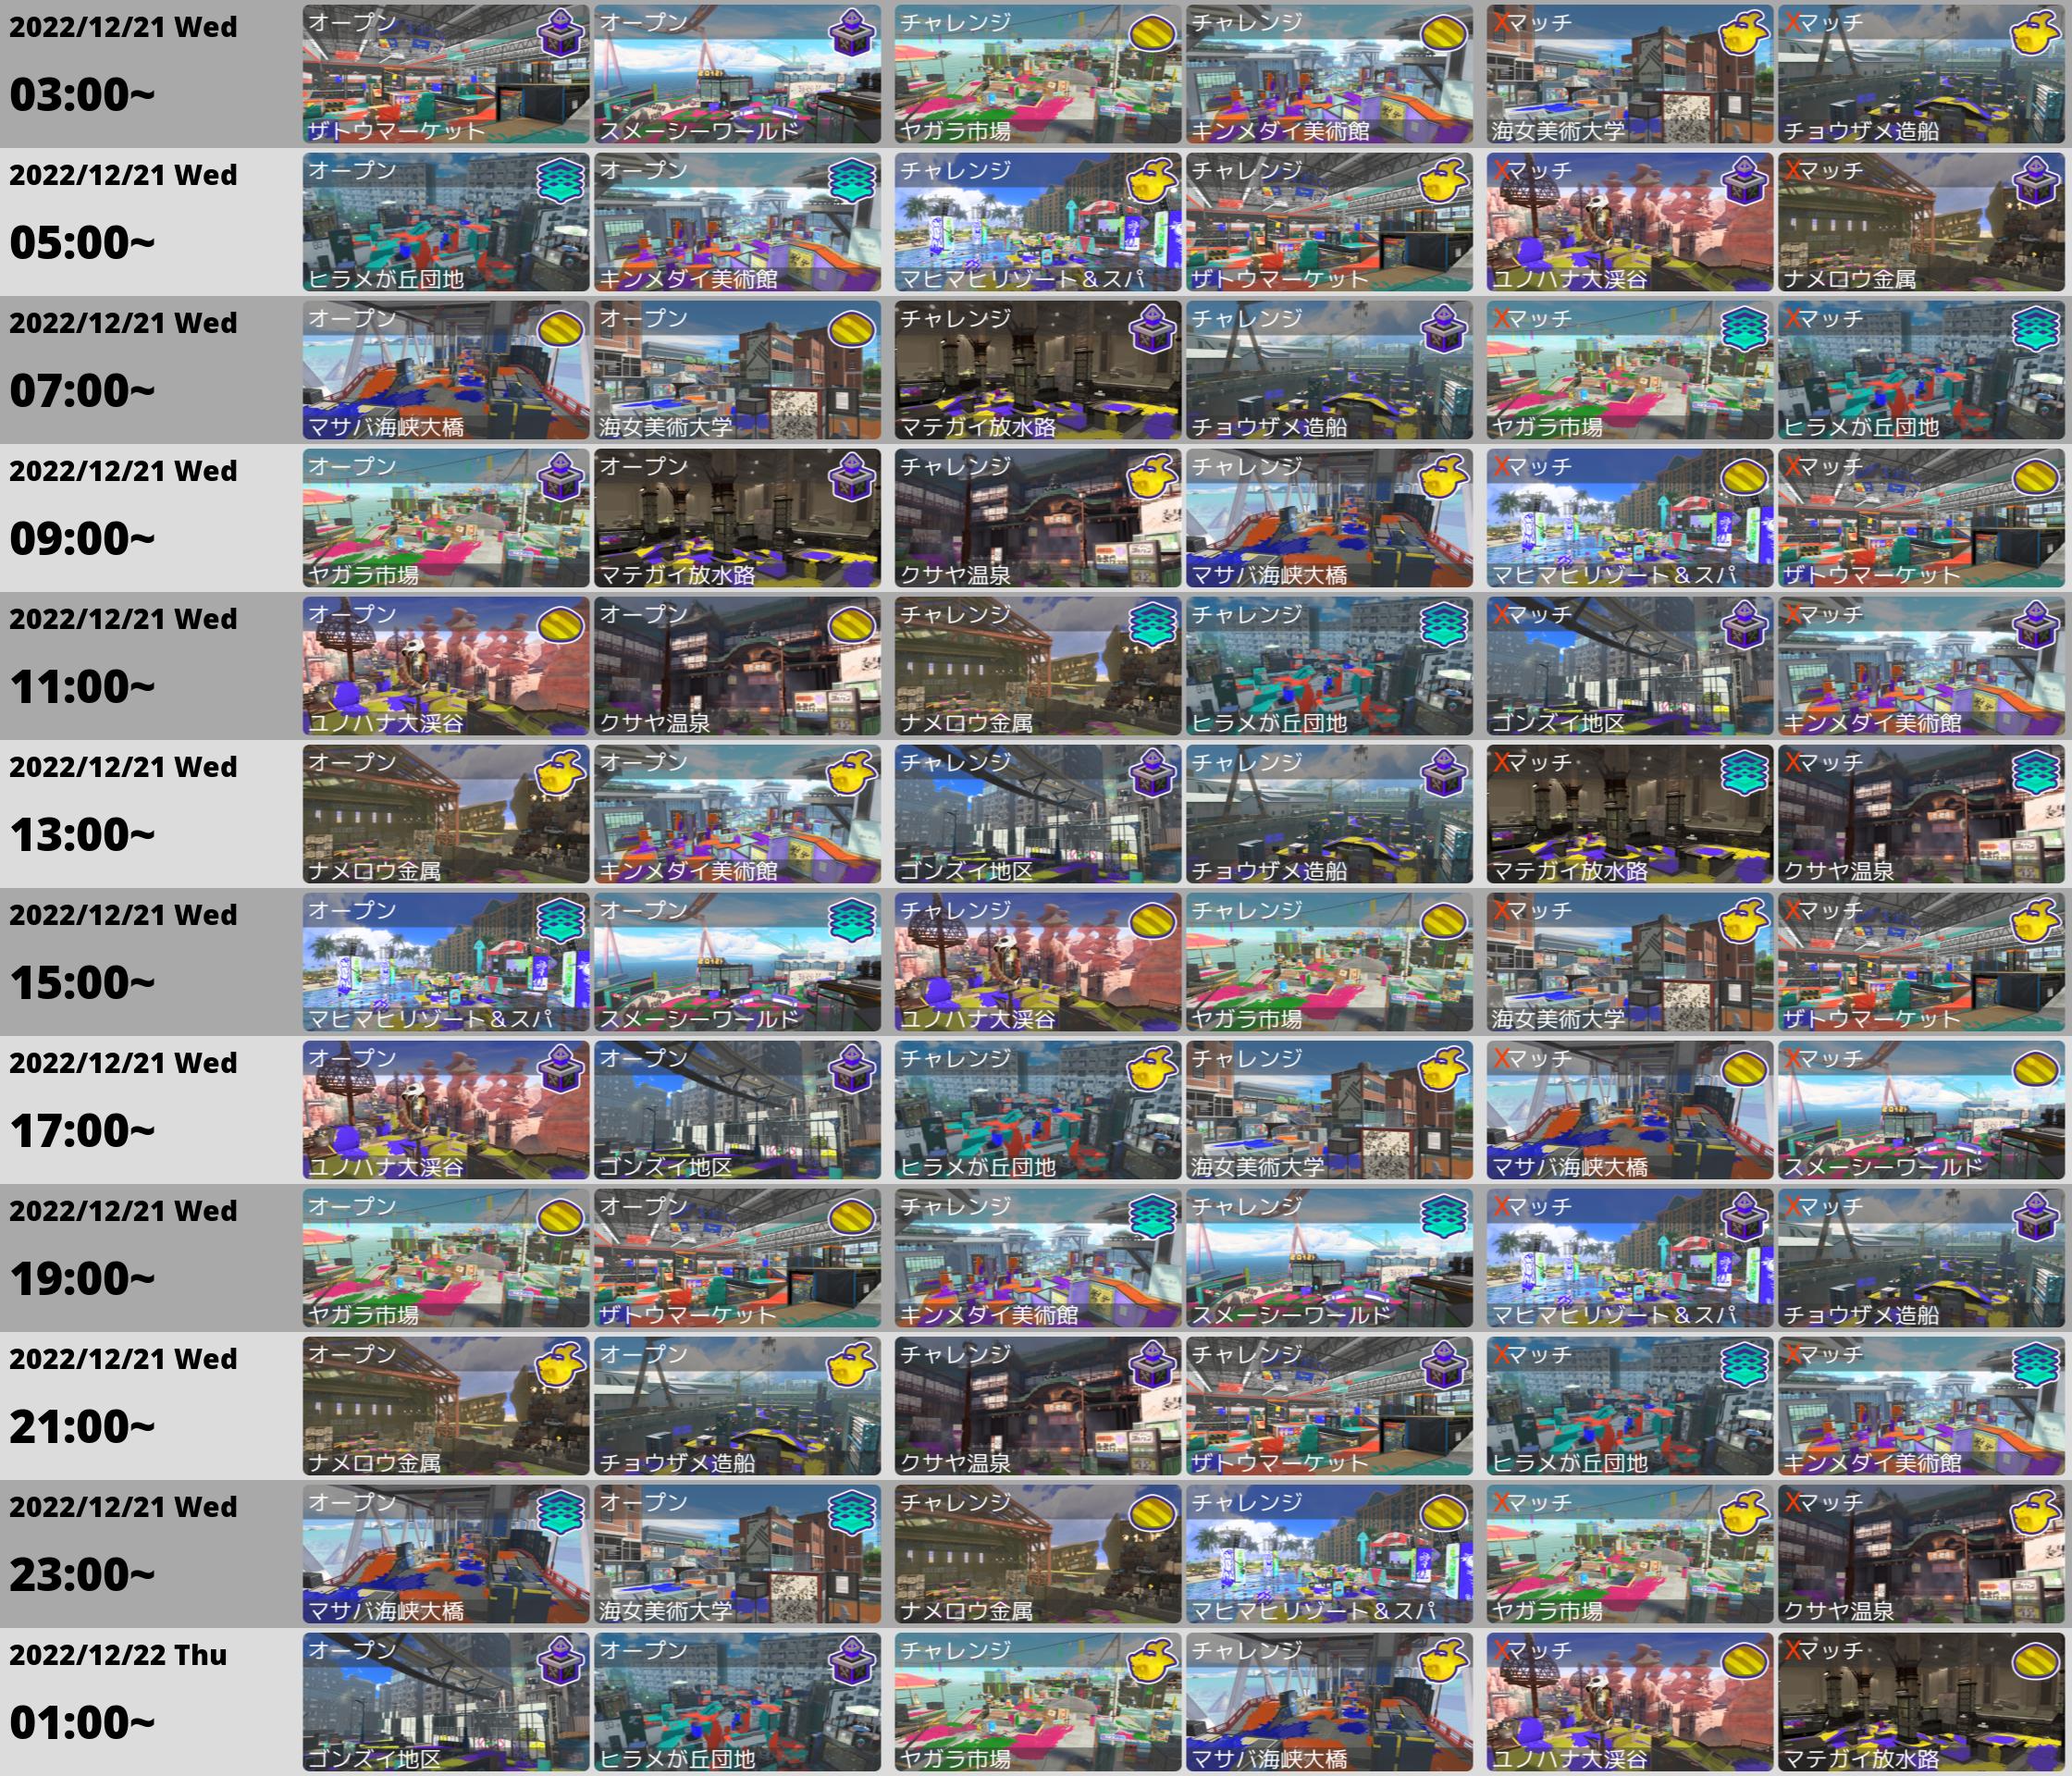 2022/12/21 Wed
03:00~
オープン オープン チャレンジ チャレンジ Xマッチ Xマッチ
ザトウマーケット スメーシーワールド ヤガラ市場 キンメダイ美術館 海女美術大学 チョウザメ造船
2022/12/21 Wed
05:00~
オープン オープン チャレンジ チャレンジ Xマッチ Xマッチ
ヒラメが丘団地 キンメダイ美術館 マヒマヒリゾート&スパ ザトウマーケット ユノハナ大渓谷 ナメロウ金属
2022/12/21 Wed
07:00~
オープン オープン チャレンジ チャレンジ Xマッチ Xマッチ
マサバ海峡大橋 海女美術大学 マテガイ放水路 チョウザメ造船 ヤガラ市場 ヒラメが丘団地
2022/12/21 Wed
09:00~
オープン オープン チャレンジ チャレンジ Xマッチ Xマッチ
ヤガラ市場 マテガイ放水路 クサヤ温泉 マサバ海峡大橋 マヒマヒリゾート&スパ ザトウマーケット
2022/12/21 Wed
11:00~
オープン オープン チャレンジ チャレンジ Xマッチ Xマッチ
ユノハナ大渓谷 クサヤ温泉 ナメロウ金属 ヒラメが丘団地 ゴンズイ地区 キンメダイ美術館
2022/12/21 Wed
13:00~
オープン オープン チャレンジ チャレンジ Xマッチ Xマッチ
ナメロウ金属 キンメダイ美術館 ゴンズイ地区 チョウザメ造船 マテガイ放水路 クサヤ温泉
2022/12/21 Wed
15:00~
オープン オープン チャレンジ チャレンジ Xマッチ Xマッチ
マヒマヒリゾート&スパ スメーシーワールド ユノハナ大渓谷 ヤガラ市場 海女美術大学 ザトウマーケット
2022/12/21 Wed
17:00~
オープン オープン チャレンジ チャレンジ Xマッチ Xマッチ
ユノハナ大渓谷 ゴンズイ地区 ヒラメが丘団地 海女美術大学 マサバ海峡大橋 スメーシーワールド
2022/12/21 Wed
19:00~
オープン オープン チャレンジ チャレンジ Xマッチ Xマッチ
ヤガラ市場 ザトウマーケット キンメダイ美術館 スメーシーワールド マヒマヒリゾート&スパ チョウザメ造船
2022/12/21 Wed
21:00~
オープン オープン チャレンジ チャレンジ Xマッチ Xマッチ
ナメロウ金属 チョウザメ造船 クサヤ温泉 ザトウマーケット ヒラメが丘団地 キンメダイ美術館
2022/12/21 Wed
23:00~
オープン オープン チャレンジ チャレンジ Xマッチ Xマッチ
マサバ海峡大橋 海女美術大学 ナメロウ金属 マヒマヒリゾート&スパ ヤガラ市場 クサヤ温泉
2022/12/22 Thu
01:00~
オープン オープン チャレンジ チャレンジ Xマッチ Xマッチ
ゴンズイ地区 ヒラメが丘団地 ヤガラ市場 マサバ海峡大橋 ユノハナ大渓谷 マテガイ放水路